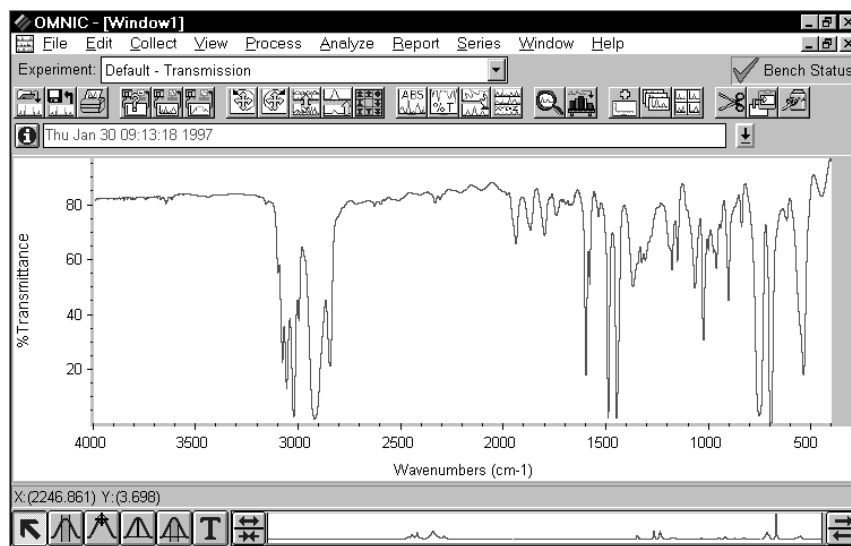 OMNIC - [Window1]
File Edit Collect View Process Analyze Report Series Window Help
Experiment: Default - Transmission Bench Status
ABS %T
Thu Jan 30 09:13:18 1997
%Transmittance
80
60
40
20
4000 3500 3000 2500 2000 1500 1000 500
Wavenumbers (cm-1)
X:(2246.861) Y:(3.698)
T